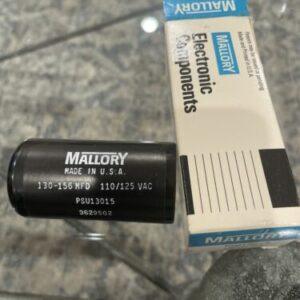 MALLORY
MADE IN U.S.A.
130-156 MFD 110/125 VAC
PSU13015
3629502
MALLORY
Electronic
Components
MALLORY